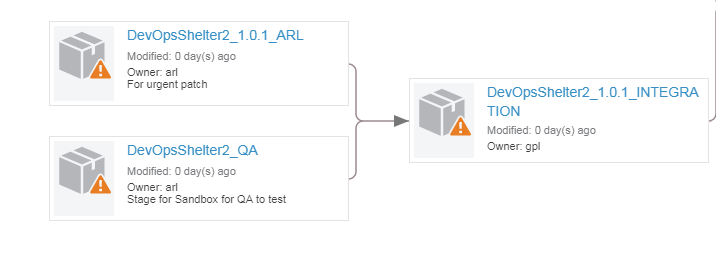 DevOpsShelter2_1.0.1_ARL
Modified: 0 day(s) ago
Owner: arl
For urgent patch
DevOpsShelter2_QA
Modified: 0 day(s) ago
Owner: arl
Stage for Sandbox for QA to test
DevOpsShelter2_1.0.1_INTEGRA
TION
Modified: 0 day(s) ago
Owner: gpl